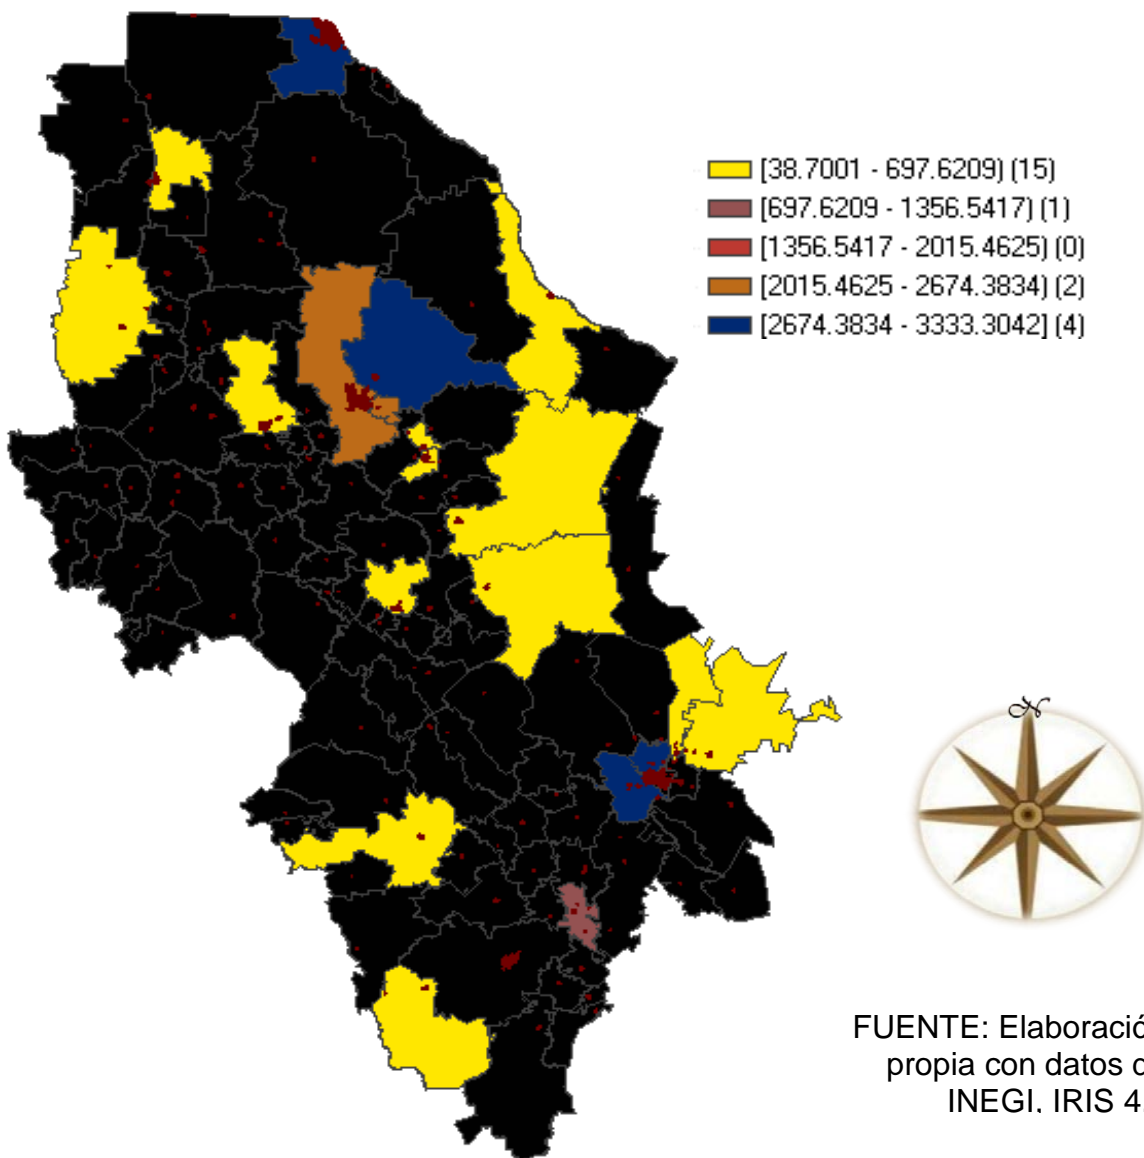 [38.7001 - 697.6209) (15)
[697.6209 - 1356.5417) (1)
[1356.5417 - 2015.4625) (0)
[2015.4625 - 2674.3834) (2)
[2674.3834 - 3333.3042] (4)
N
FUENTE: Elaboració
propia con datos
INEGI, IRIS 4